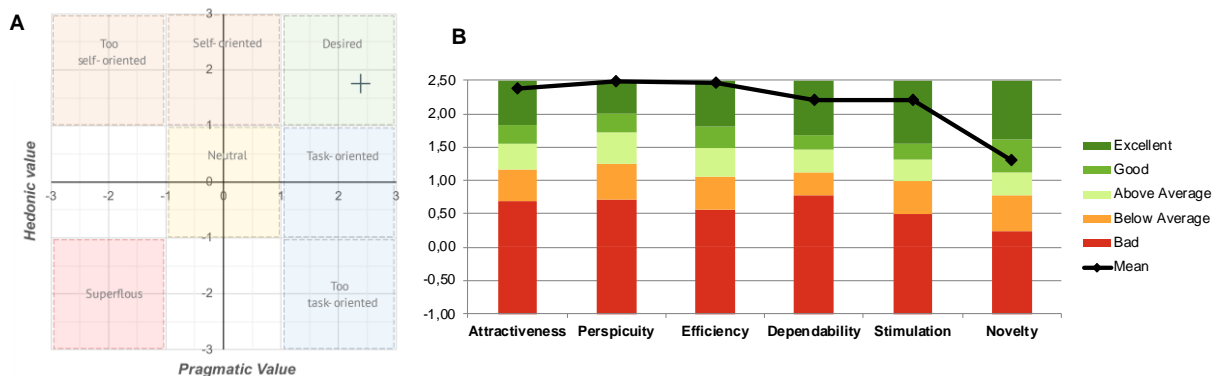 A
3
Too
self-oriented
Self-oriented
Desired
2
1
Neutral
Task-oriented
0
-3
-2
-1
0
1
2
3
-1
Superflous
-2
Too
task-oriented
-3
Hedonic value
Pragmatic Value
B
2,50
2,00
1,50
1,00
0,50
0,00
-0,50
-1,00
Attractiveness
Perspicuity
Efficiency
Dependability
Stimulation
Novelty
Excellent
Good
Above Average
Below Average
Bad
Mean